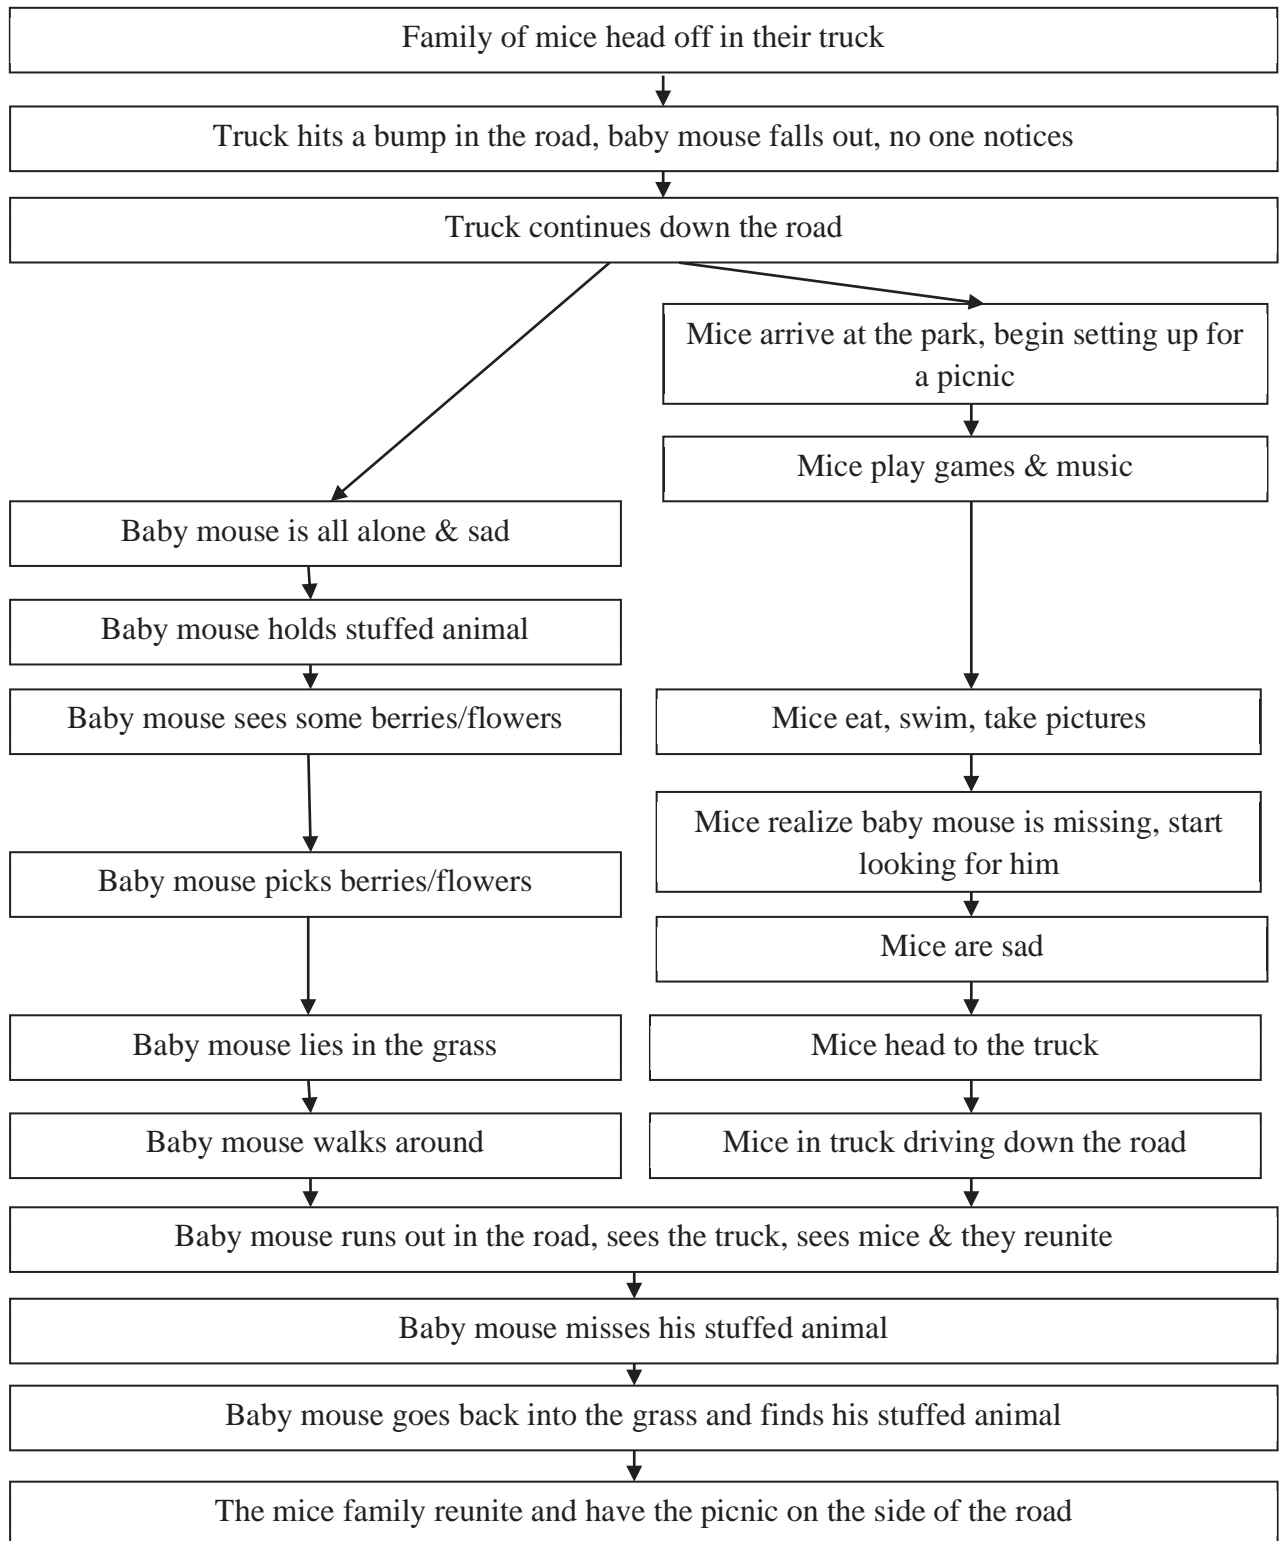 Family of mice head off in their truck
Truck hits a bump in the road, baby mouse falls out, no one notices
Truck continues down the road
Mice arrive at the park, begin setting up for
a picnic
Mice play games & music
Baby mouse is all alone & sad
Baby mouse holds stuffed animal
Baby mouse sees some berries/flowers
Mice eat, swim, take pictures
Mice realize baby mouse is missing, start
looking for him
Baby mouse picks berries/flowers
Mice are sad
Baby mouse lies in the grass
Mice head to the truck
Baby mouse walks around
Mice in truck driving down the road
Baby mouse runs out in the road, sees the truck, sees mice & they reunite
Baby mouse misses his stuffed animal
Baby mouse goes back into the grass and finds his stuffed animal
The mice family reunite and have the picnic on the side of the road